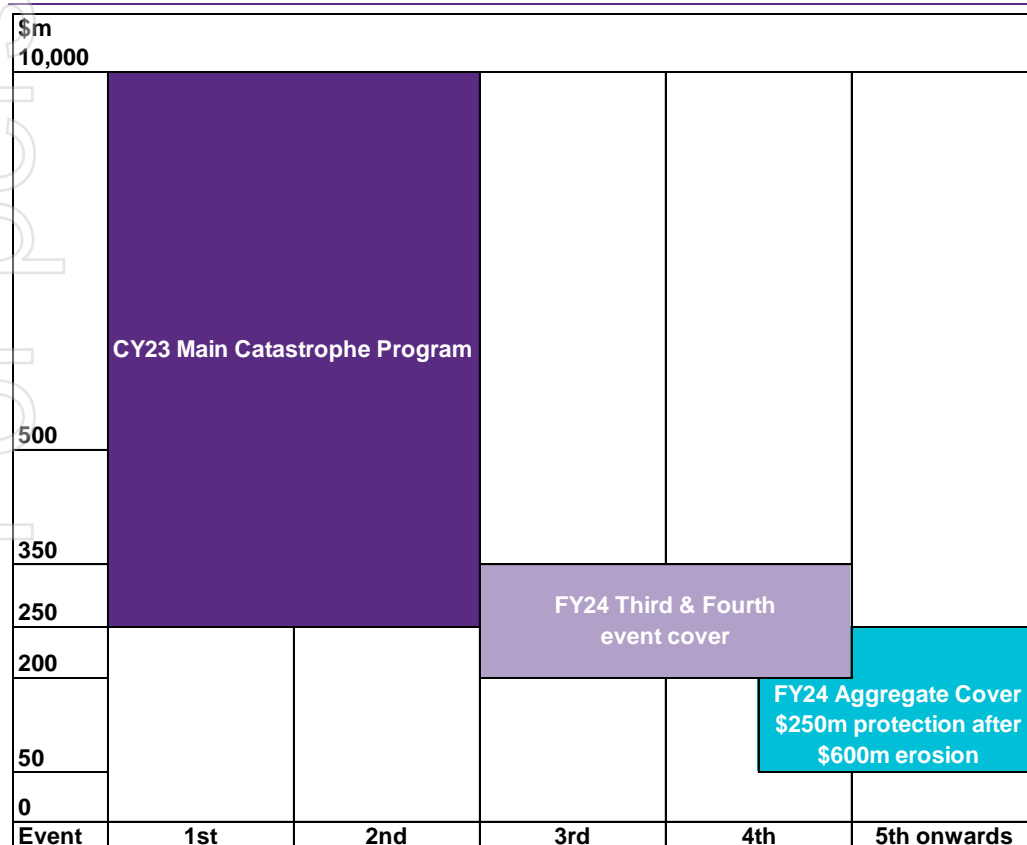 $m
10,000
CY23 Main Catastrophe Program
500
350
250
FY24 Third & Fourth
event cover
200
FY24 Aggregate Cover
$250m protection after
$600m erosion
50
0
Event 1st 2nd 3rd 4th 5th onwards